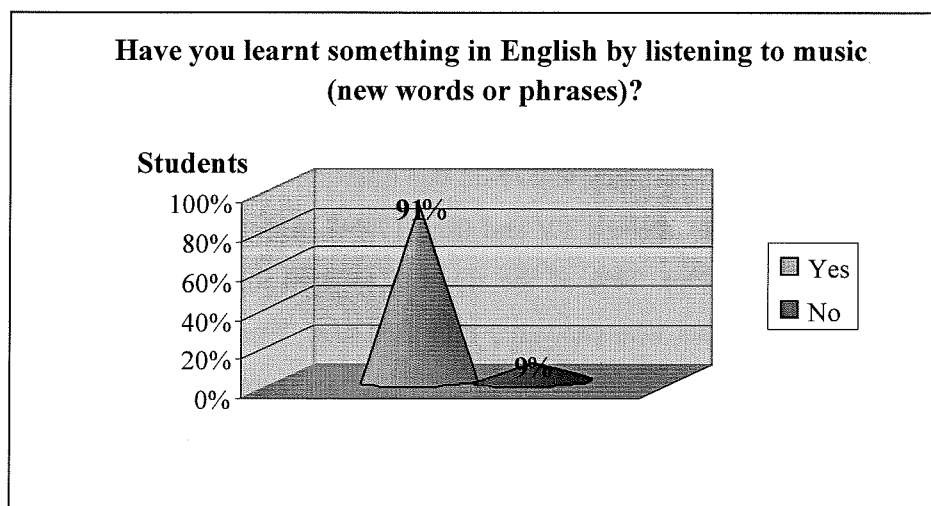 Have you learnt something in English by listening to music
(new words or phrases)?
Students
100%
80%
60%
40%
20%
0%
91%
9%
Yes
No